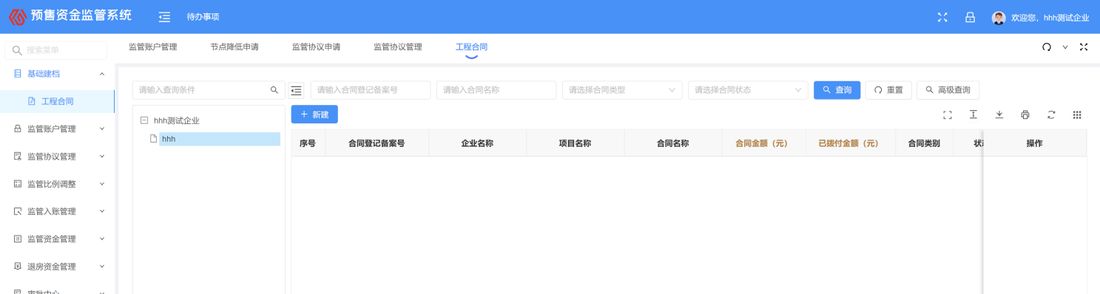 预售资金监管系统
待办事项
欢迎您，hhh测试企业
搜索菜单
监管账户管理 节点降低申请 监管协议申请 监管协议管理 工程合同
基础建档
工程合同
监管账户管理
监管协议管理
监管比例调整
监管入账管理
监管资金管理
退房资金管理
请输入查询条件
hhh测试企业
hhh
请输入合同登记备案号 请输入合同名称 请选择合同类型 请选择合同状态 查询 重置 高级查询
新建
序号 合同登记备案号 企业名称 项目名称 合同名称 合同金额（元） 已拨付金额（元） 合同类别 操作